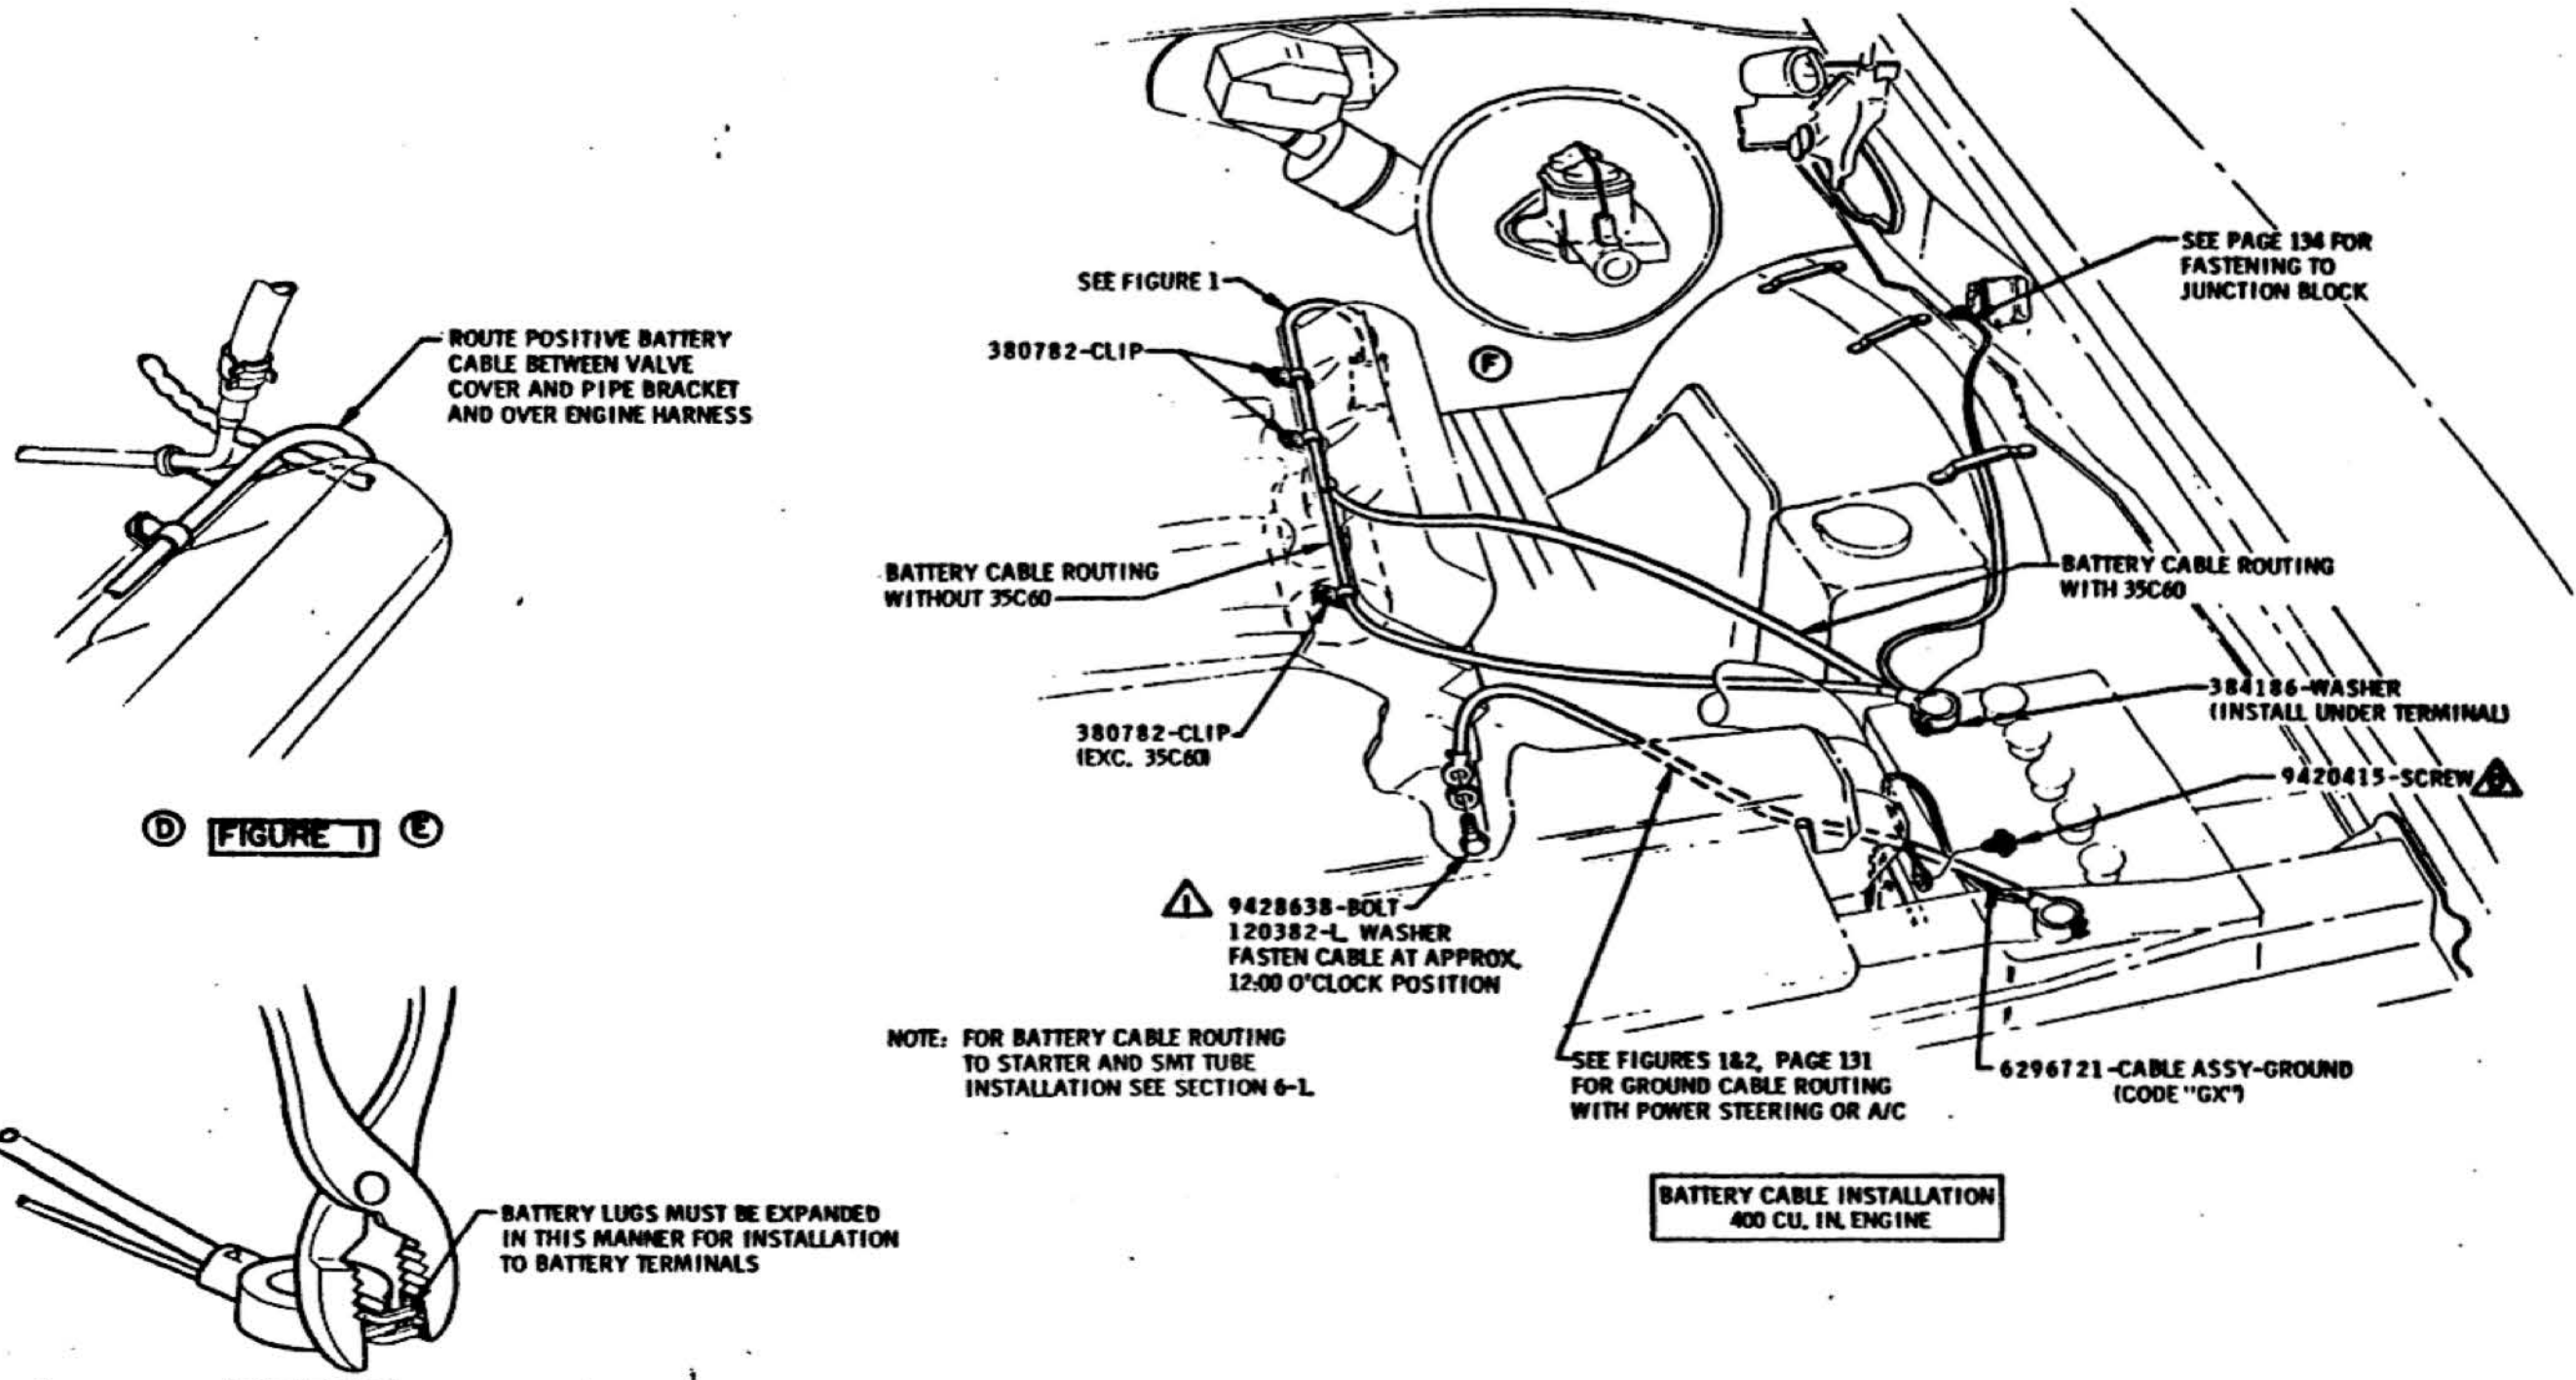 SEE PAGE 134 FOR
FASTENING TO
JUNCTION BLOCK
SEE FIGURE 1
380782-CLIP
F
ROUTE POSITIVE BATTERY
CABLE BETWEEN VALVE
COVER AND PIPE BRACKET
AND OVER ENGINE HARNESS
BATTERY CABLE ROUTING
WITHOUT 35C60
BATTERY CABLE ROUTING
WITH 35C60
384186-WASHER
(INSTALL UNDER TERMINAL)
380782-CLIP
(EXC. 35C60)
9420415-SCREW
D FIGURE 1 E
1 9428638-BOLT
120382-L WASHER
FASTEN CABLE AT APPROX.
12:00 O'CLOCK POSITION
NOTE: FOR BATTERY CABLE ROUTING
TO STARTER AND SMT TUBE
INSTALLATION SEE SECTION 6-L
SEE FIGURES 1&2, PAGE 131
FOR GROUND CABLE ROUTING
WITH POWER STEERING OR A/C
6296721-CABLE ASSY-GROUND
(CODE "GX")
BATTERY LUGS MUST BE EXPANDED
IN THIS MANNER FOR INSTALLATION
TO BATTERY TERMINALS
BATTERY CABLE INSTALLATION
400 CU. IN. ENGINE